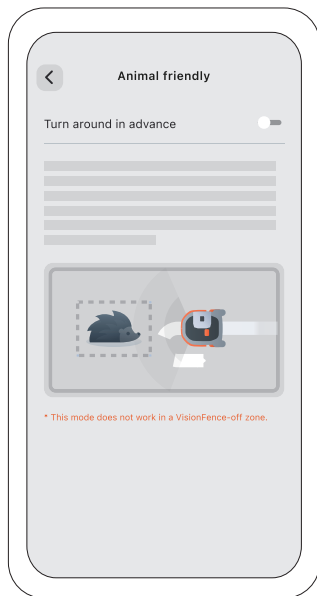 Animal friendly
Turn around in advance
* This mode does not work in a VisionFence-off zone.